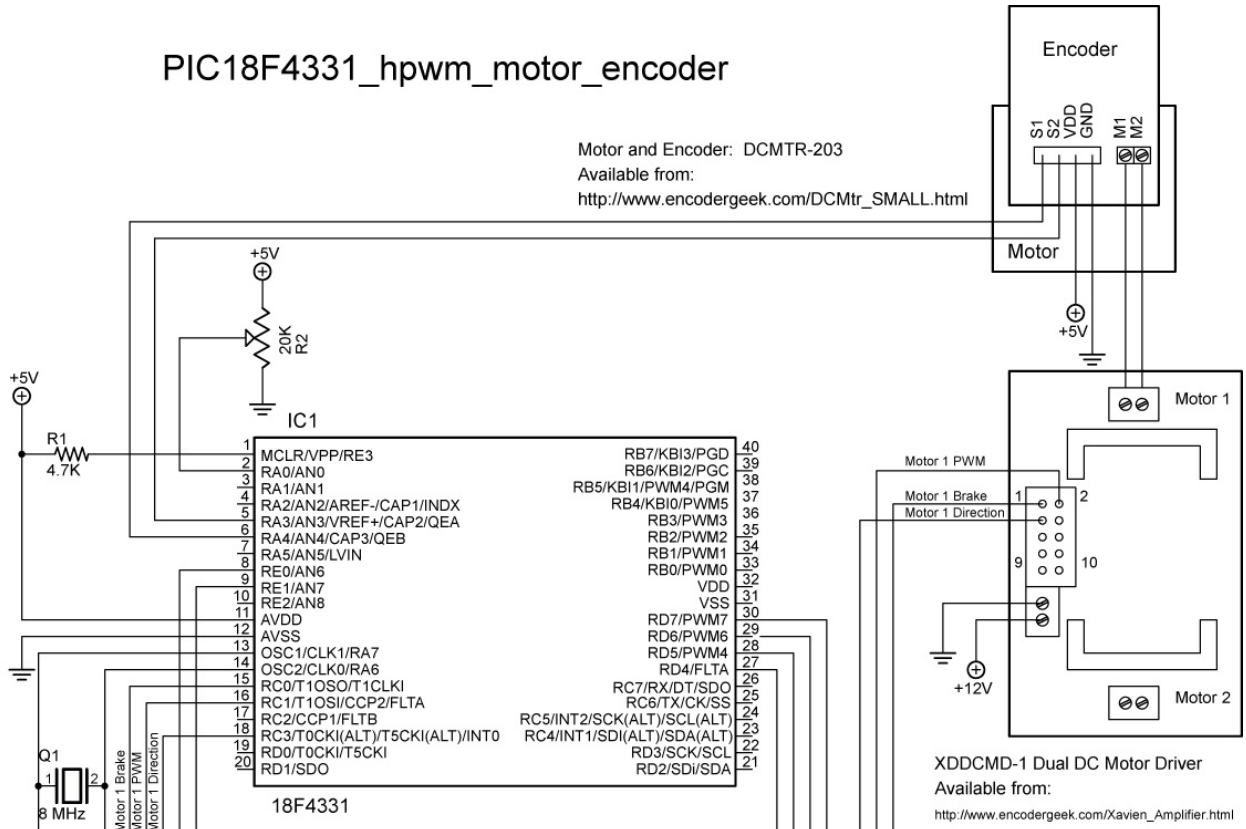 PIC18F4331_hpwm_motor_encoder
Encoder
S1
S2
VDD
GND
M1
M2
Motor
Motor and Encoder: DCMTR-203
Available from:
http://www.encodergeek.com/DCMtr_SMALL.html
+5V
20K
R2
+5V
+5V
R1
4.7K
IC1
1 MCLR/VPP/RE3
2 RA0/AN0
3 RA1/AN1
4 RA2/AN2/AREF-/CAP1/INDX
5 RA3/AN3/VREF+/CAP2/QEA
6 RA4/AN4/CAP3/QEB
7 RA5/AN5/LVIN
8 RE0/AN6
9 RE1/AN7
10 RE2/AN8
11 AVDD
12 AVSS
13 OSC1/CLK1/RA7
14 OSC2/CLK0/RA6
15 RC0/T1OSO/T1CLKI
16 RC1/T1OSI/CCP2/FLTA
17 RC2/CCP1/FLTB
18 RC3/T0CKI(ALT)/T5CKI(ALT)/INT0
19 RD0/T0CKI/T5CKI
20 RD1/SDO
RB7/KBI3/PGD 40
RB6/KBI2/PGC 39
RB5/KBI1/PWM4/PGM 38
RB4/KBI0/PWM5 37
RB3/PWM3 36
RB2/PWM2 35
RB1/PWM1 34
RB0/PWM0 33
VDD 32
VSS 31
RD7/PWM7 30
RD6/PWM6 29
RD5/PWM4 28
RD4/FLTA 27
RC7/RX/DT/SDO 26
RC6/TX/CK/SS 25
RC5/INT2/SCK(ALT)/SCL(ALT) 24
RC4/INT1/SDI(ALT)/SDA(ALT) 23
RD3/SCK/SCL 22
RD2/SDi/SDA 21
18F4331
Q1
1 2
8 MHz
Motor 1 Brake
Motor 1 PWM
Motor 1 Direction
Motor 1 PWM
Motor 1 Brake
Motor 1 Direction
1 2
9 10
+12V
Motor 1
Motor 2
XDDCMD-1 Dual DC Motor Driver
Available from:
http://www.encodergeek.com/Xavien_Amplifier.html